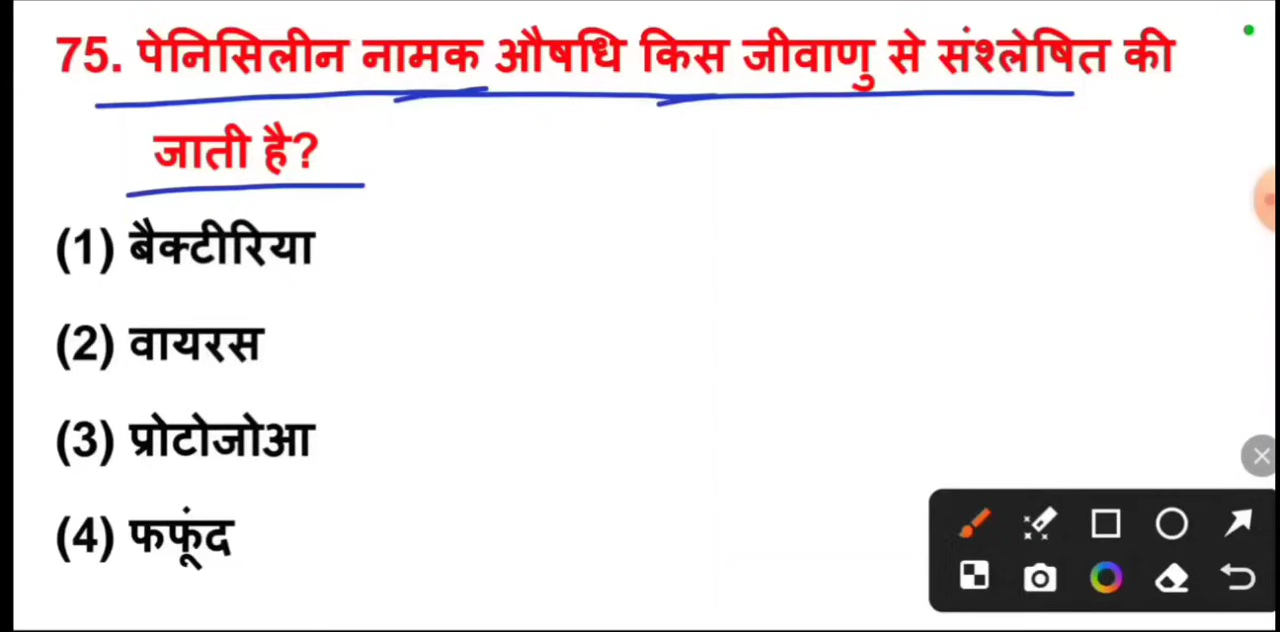 75. पेनिसिलीन नामक औषधि किस जीवाणु से संश्लेषित की
जाती है?
(1) बैक्टीरिया
(2) वायरस
(3) प्रोटोजोआ
(4) फफूंद